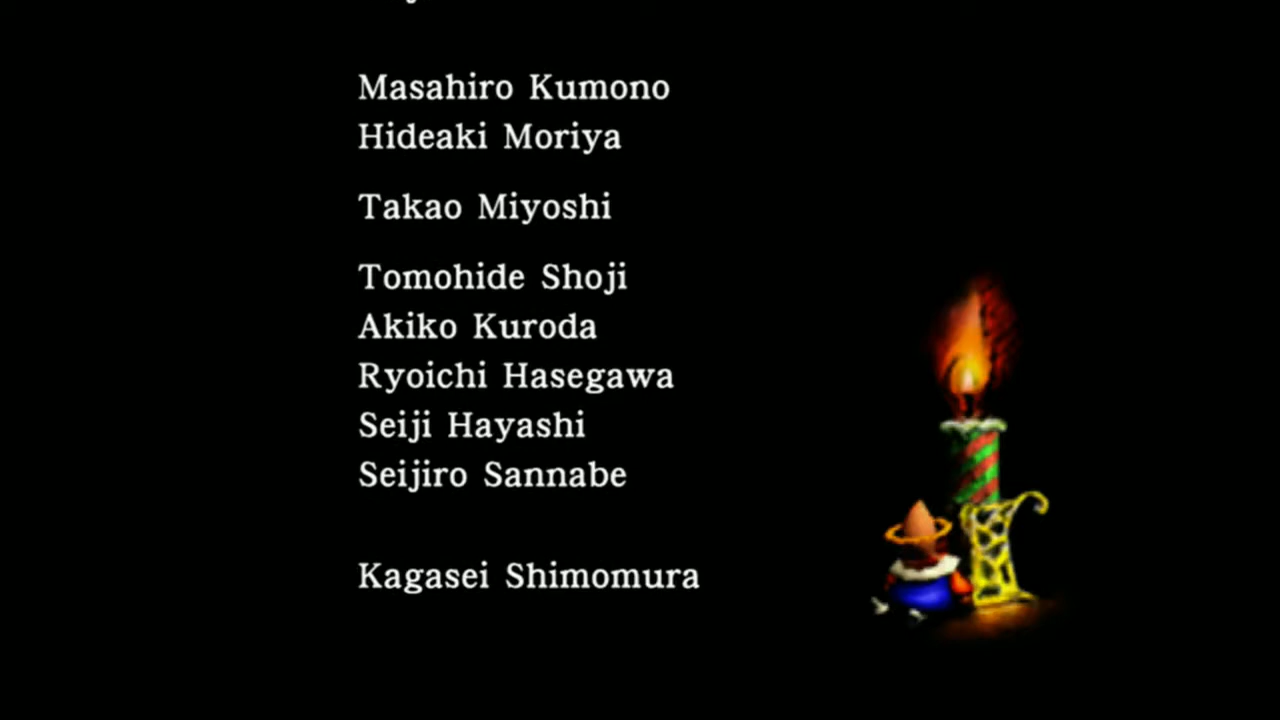 Masahiro Kumono
Hideaki Moriya
Takao Miyoshi
Tomohide Shoji
Akiko Kuroda
Ryoichi Hasegawa
Seiji Hayashi
Seijiro Sannabe
Kagasei Shimomura